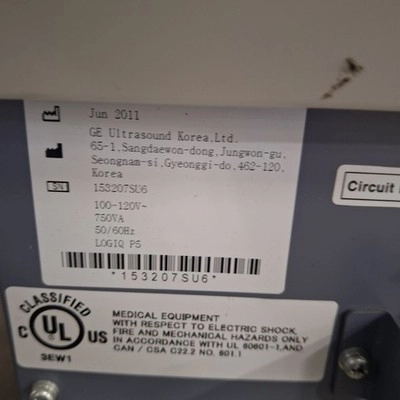 Jun 2011
GE Ultrasound Korea,Ltd.
65-1,Sangdaewon-dong,Jungwon-gu,
Seongnam-si,Gyeonggi-do,462-120,
Korea
SN 153207SU6
100-120V~
750VA
50/60Hz
LOGIQ P5
*153207SU6*
Circuit
CLASSIFIED
C UL US
®
3EW1
MEDICAL EQUIPMENT
WITH RESPECT TO ELECTRIC SHOCK,
FIRE AND MECHANICAL HAZARDS ONLY
IN ACCORDANCE WITH UL 60601-1,AND
CAN / CSA C22.2 NO. 601.1